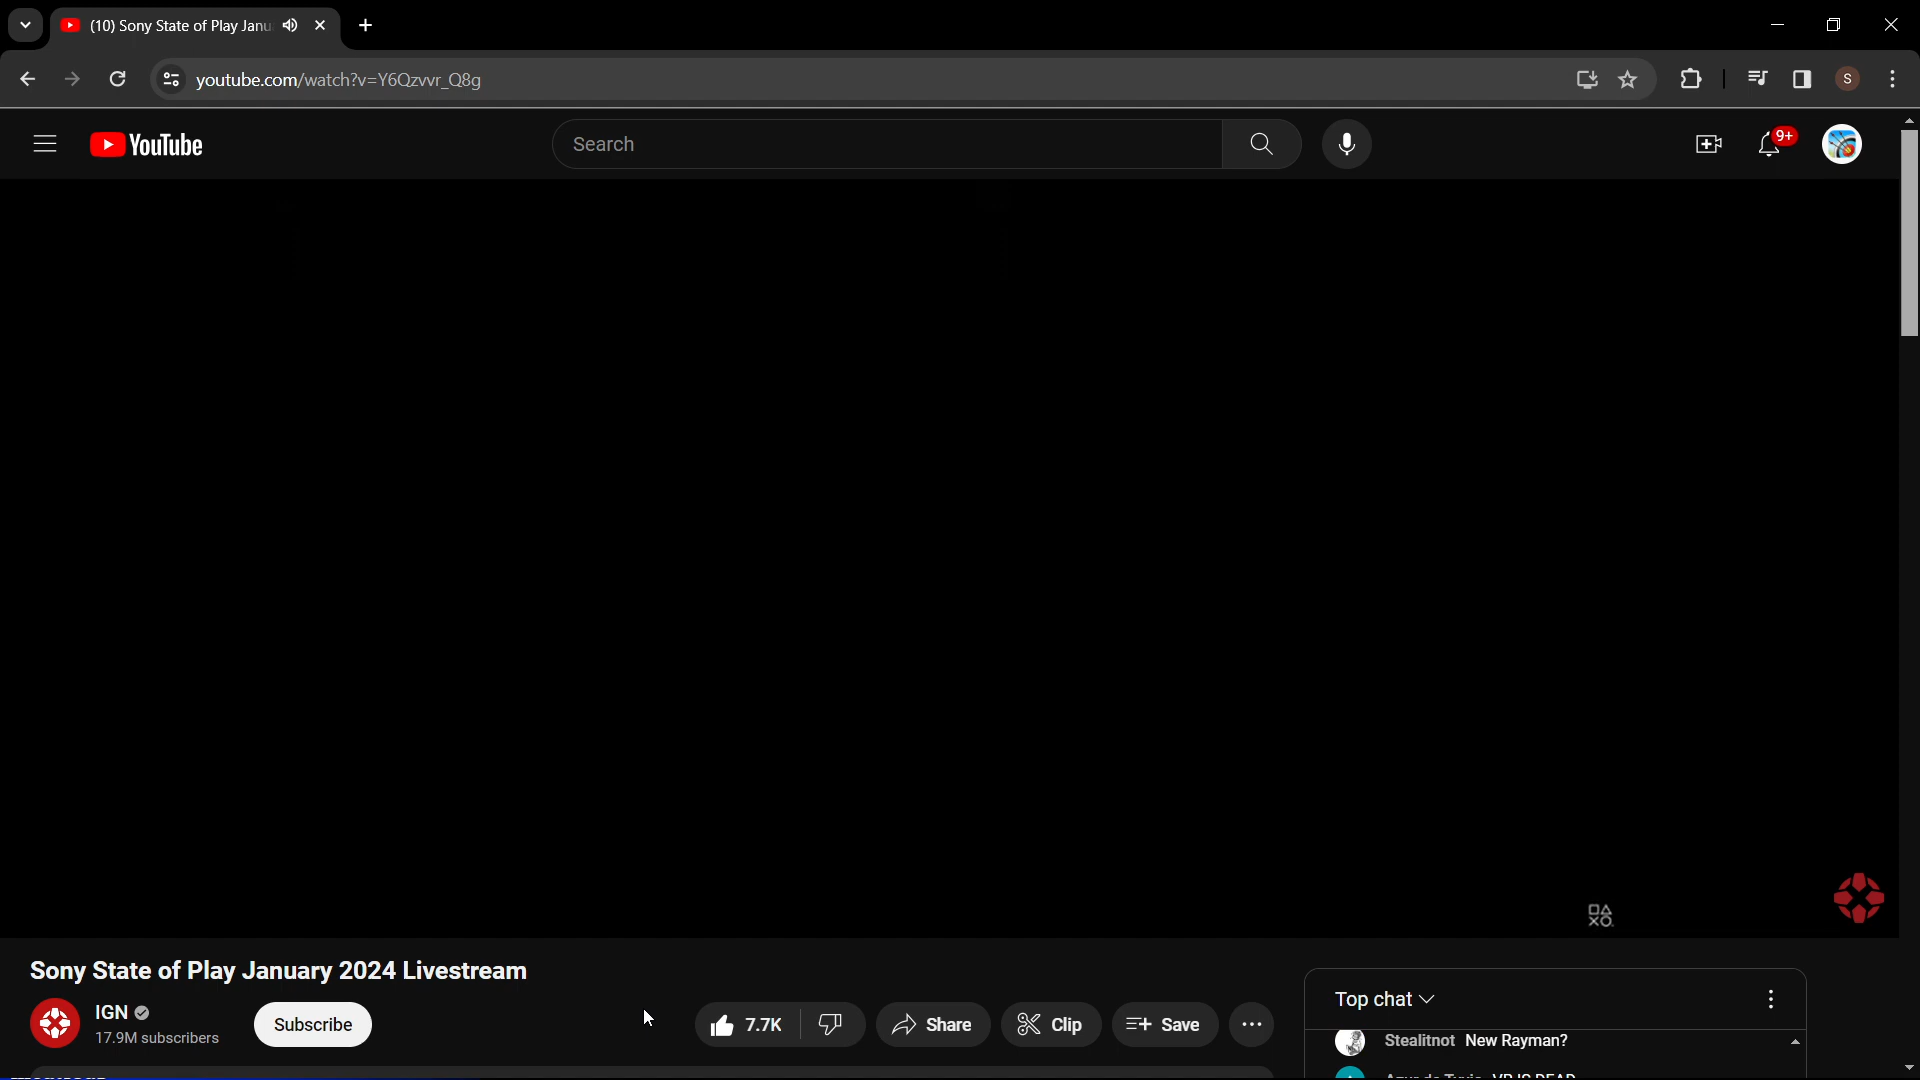 (10) Sony State of Play Janu
youtube.com/watch?v=Y6Qzvvr_Q8g
S
YouTube
Search
9+
Sony State of Play January 2024 Livestream
IGN
17.9M subscribers
Subscribe
7.7K
Share
Clip
Save
Top chat
Stealitnot New Rayman?